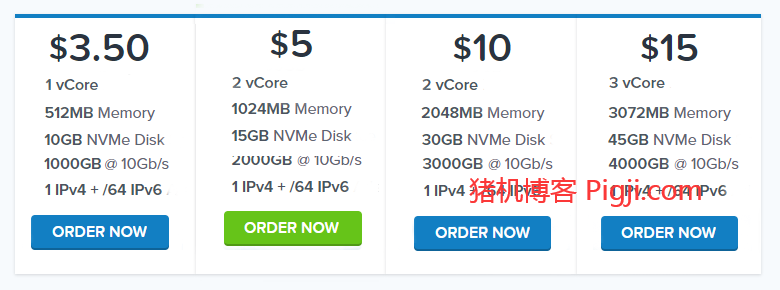 $3.50
1 vCore
512MB Memory
10GB NVMe Disk
1000GB @ 10Gb/s
1 IPv4 + /64 IPv6
ORDER NOW
$5
2 vCore
1024MB Memory
15GB NVMe Disk
2000GB @ 10Gb/s
1 IPv4 + /64 IPv6
ORDER NOW
$10
2 vCore
2048MB Memory
30GB NVMe Disk
3000GB @ 10Gb/s
1 IPv4 + /64 IPv6
ORDER NOW
$15
3 vCore
3072MB Memory
45GB NVMe Disk
4000GB @ 10Gb/s
1 IPv4 + /64 IPv6
ORDER NOW
猪机博客 Pigji.com